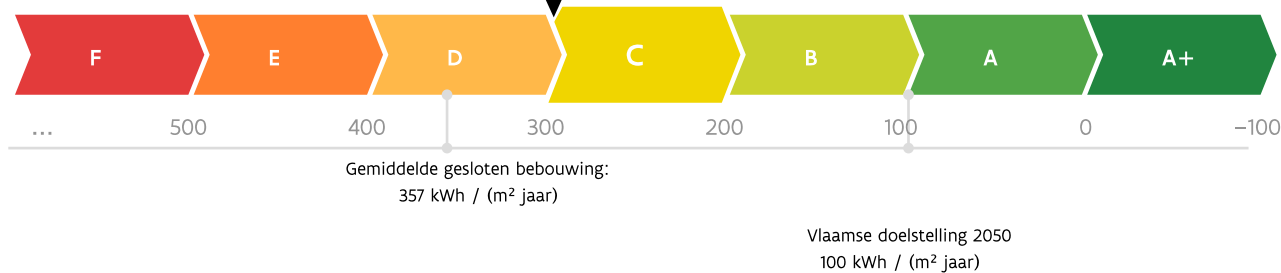 F E D C B A A+
... 500 400 300 200 100 0 −100
Gemiddelde gesloten bebouwing:
357 kWh / (m² jaar)
Vlaamse doelstelling 2050
100 kWh / (m² jaar)